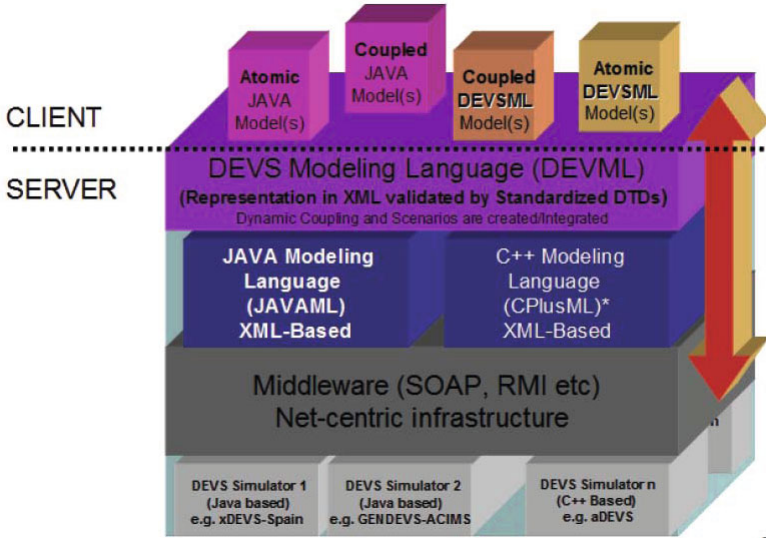 Atomic
JAVA
Model(s)
Coupled
JAVA
Model(s)
Coupled
DEVSML
Model(s)
Atomic
DEVSML
Model(s)
CLIENT
SERVER
DEVS Modeling Language (DEVML)
(Representation in XML validated by Standardized DTDs)
Dynamic Coupling and Scenarios are created/Integrated
JAVA Modeling
Language
(JAVAML)
XML-Based
C++ Modeling
Language
(CPlusML)*
XML-Based
Middleware (SOAP, RMI etc)
Net-centric infrastructure
DEVS Simulator 1
(Java based)
e.g. xDEVS-Spain
DEVS Simulator 2
(Java based)
e.g. GENDEVS-ACIMS
DEVS Simulator n
(C++ Based)
e.g. aDEVS